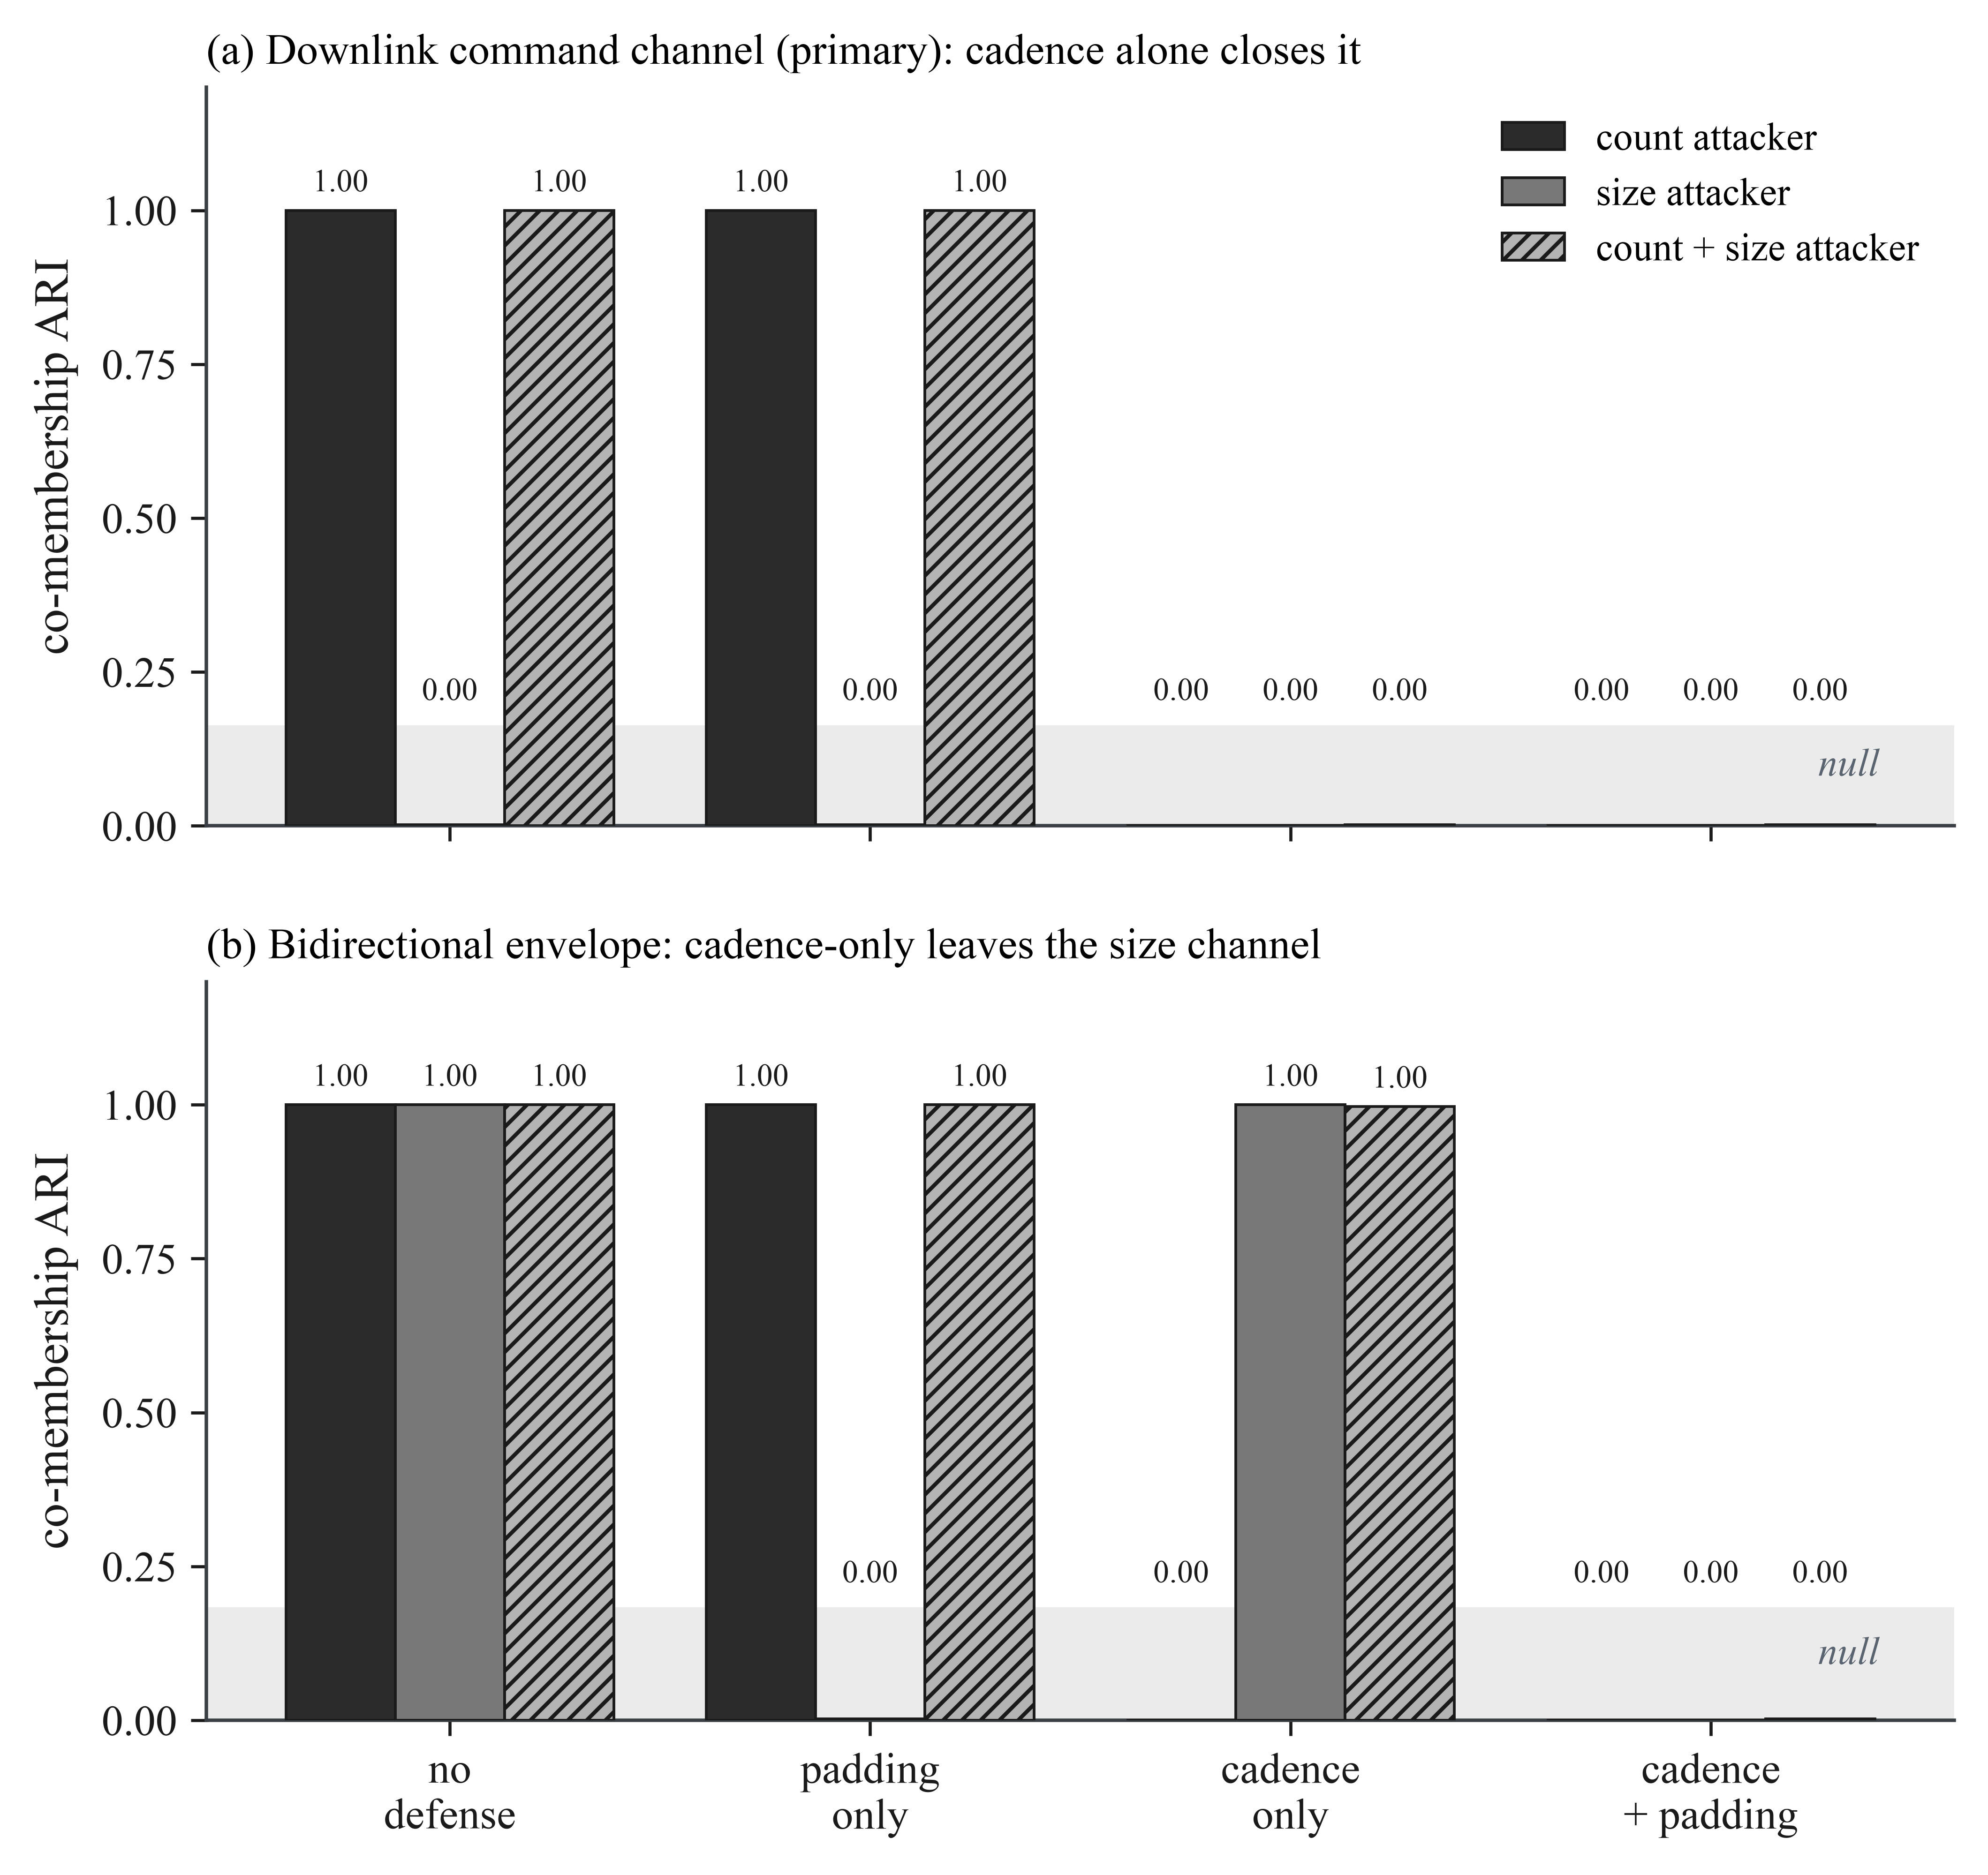 (a) Downlink command channel (primary): cadence alone closes it
count attacker
size attacker
count + size attacker
co-membership ARI
1.00
0.75
0.50
0.25
0.00
1.00 0.00 1.00 1.00 0.00 1.00 0.00 0.00 0.00 0.00 0.00 0.00
null
(b) Bidirectional envelope: cadence-only leaves the size channel
co-membership ARI
1.00
0.75
0.50
0.25
0.00
1.00 1.00 1.00 1.00 0.00 1.00 0.00 1.00 1.00 0.00 0.00 0.00
null
no
defense
padding
only
cadence
only
cadence
+ padding